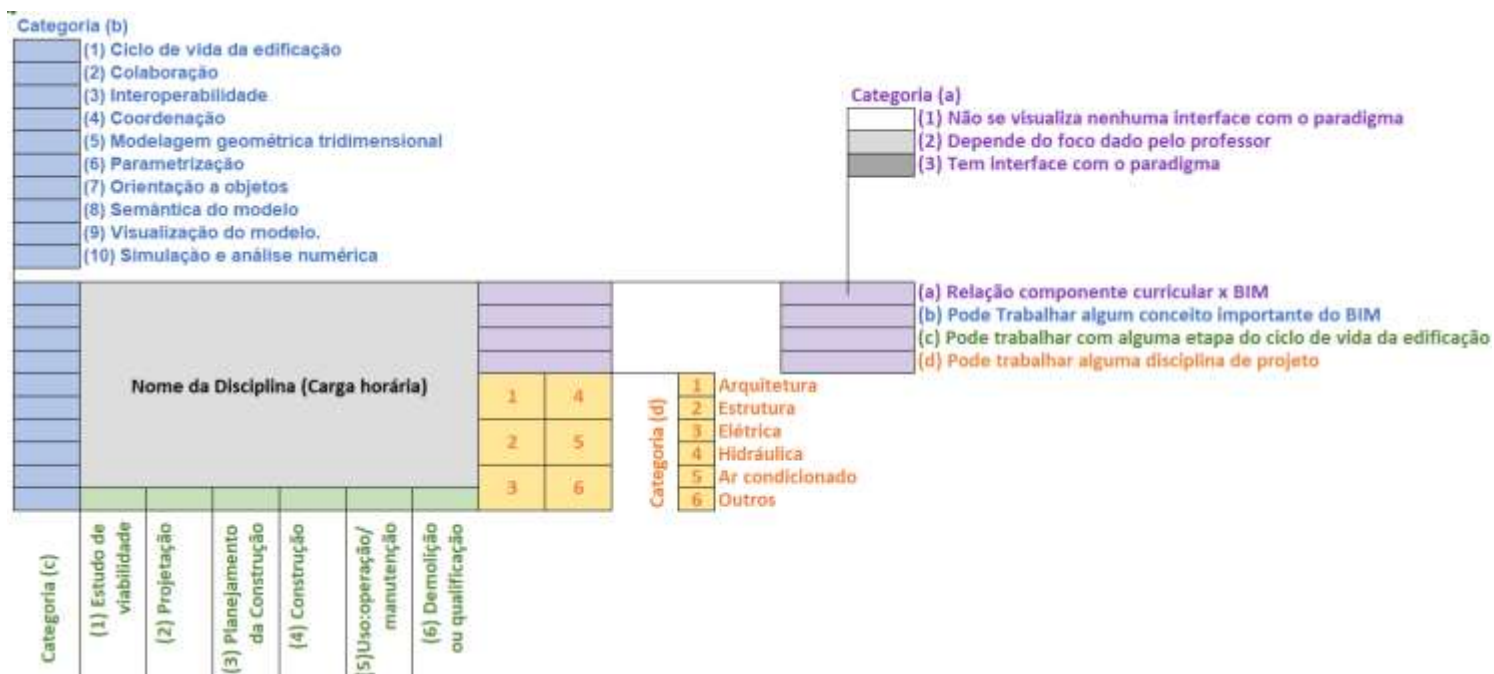 Categoria (b)
(1) Ciclo de vida da edificação
(2) Colaboração
(3) Interoperabilidade
(4) Coordenação
(5) Modelagem geométrica tridimensional
(6) Parametrização
(7) Orientação a objetos
(8) Semântica do modelo
(9) Visualização do modelo.
(10) Simulação e análise numérica
Categoria (a)
(1) Não se visualiza nenhuma interface com o paradigma
(2) Depende do foco dado pelo professor
(3) Tem interface com o paradigma
(a) Relação componente curricular x BIM
(b) Pode Trabalhar algum conceito importante do BIM
(c) Pode trabalhar com alguma etapa do ciclo de vida da edificação
(d) Pode trabalhar alguma disciplina de projeto
Nome da Disciplina (Carga horária)
1 4
2 5
3 6
Categoria (d)
1 Arquitetura
2 Estrutura
3 Elétrica
4 Hidráulica
5 Ar condicionado
6 Outros
Categoria (c)
(1) Estudo de
viabilidade
(2) Projetação
(3) Planejamento
da Construção
(4) Construção
(5)Uso:operação/
manutenção
(6) Demolição
ou qualificação